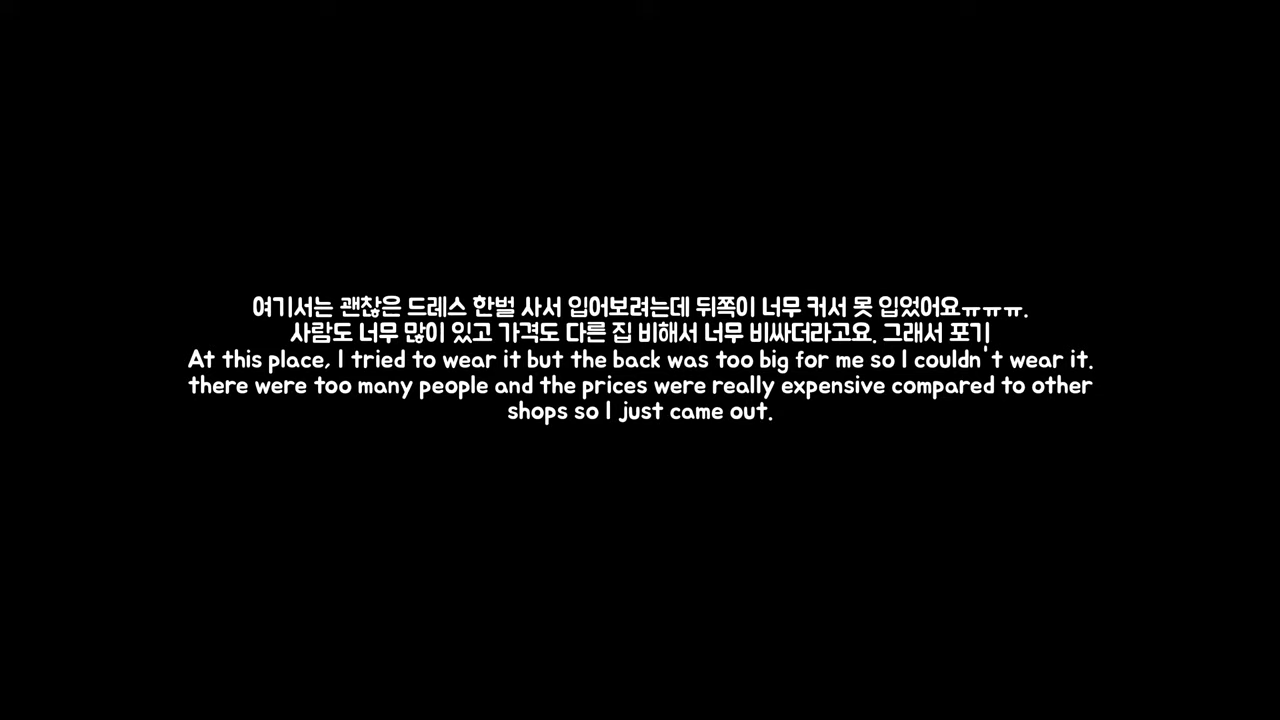 여기서는 괜찮은 드레스 한벌 사서 입어보려는데 뒤쪽이 너무 커서 못 입었어요ㅠㅠㅠ.
사람도 너무 많이 있고 가격도 다른 집 비해서 너무 비싸더라고요. 그래서 포기
At this place, I tried to wear it but the back was too big for me so I couldn't wear it.
there were too many people and the prices were really expensive compared to other
shops so I just came out.